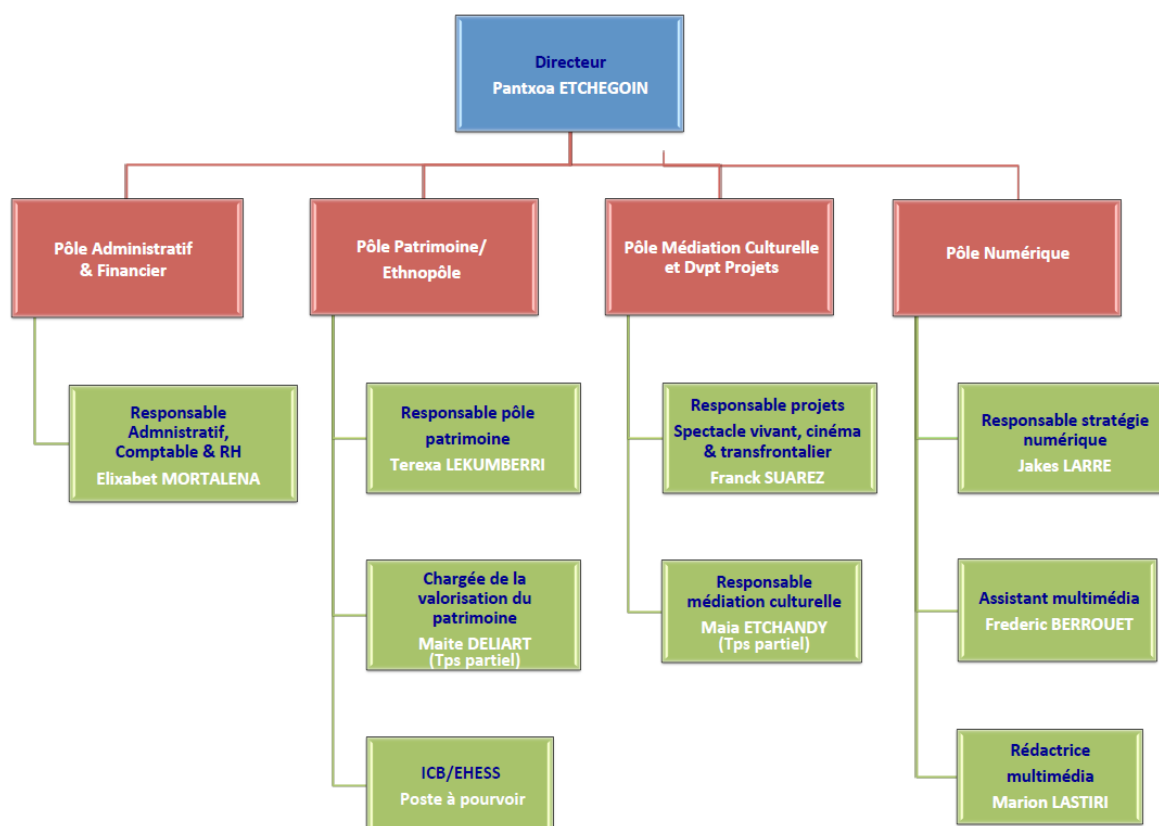 Directeur
Pantxoa ETCHEGOIN
Pôle Administratif
& Financier
Pôle Patrimoine/
Ethnopôle
Pôle Médiation Culturelle
et Dvpt Projets
Pôle Numérique
Responsable
Admnistratif,
Comptable & RH
Elixabet MORTALENA
Responsable pôle
patrimoine
Terexa LEKUMBERRI
Responsable projets
Spectacle vivant, cinéma
& transfrontalier
Franck SUAREZ
Responsable stratégie
numérique
Jakes LARRE
Chargée de la
valorisation du
patrimoine
Maite DELIART
(Tps partiel)
Responsable
médiation culturelle
Maia ETCHANDY
(Tps partiel)
Assistant multimédia
Frederic BERROUET
ICB/EHESS
Poste à pourvoir
Rédactrice
multimédia
Marion LASTIRI